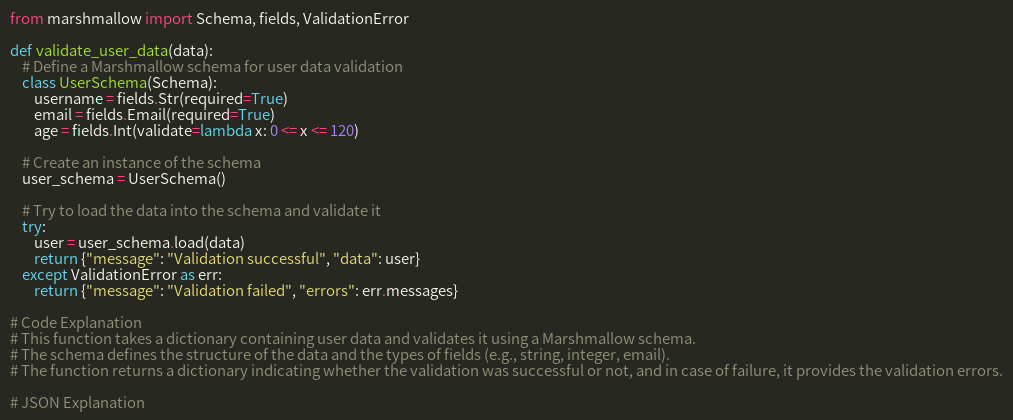 from marshmallow import Schema, fields, ValidationError

def validate_user_data(data):
    # Define a Marshmallow schema for user data validation
    class UserSchema(Schema):
        username = fields.Str(required=True)
        email = fields.Email(required=True)
        age = fields.Int(validate=lambda x: 0 <= x <= 120)

    # Create an instance of the schema
    user_schema = UserSchema()

    # Try to load the data into the schema and validate it
    try:
        user = user_schema.load(data)
        return {"message": "Validation successful", "data": user}
    except ValidationError as err:
        return {"message": "Validation failed", "errors": err.messages}

# Code Explanation
# This function takes a dictionary containing user data and validates it using a Marshmallow schema.
# The schema defines the structure of the data and the types of fields (e.g., string, integer, email).
# The function returns a dictionary indicating whether the validation was successful or not, and in case of failure, it provides the validation errors.

# JSON Explanation